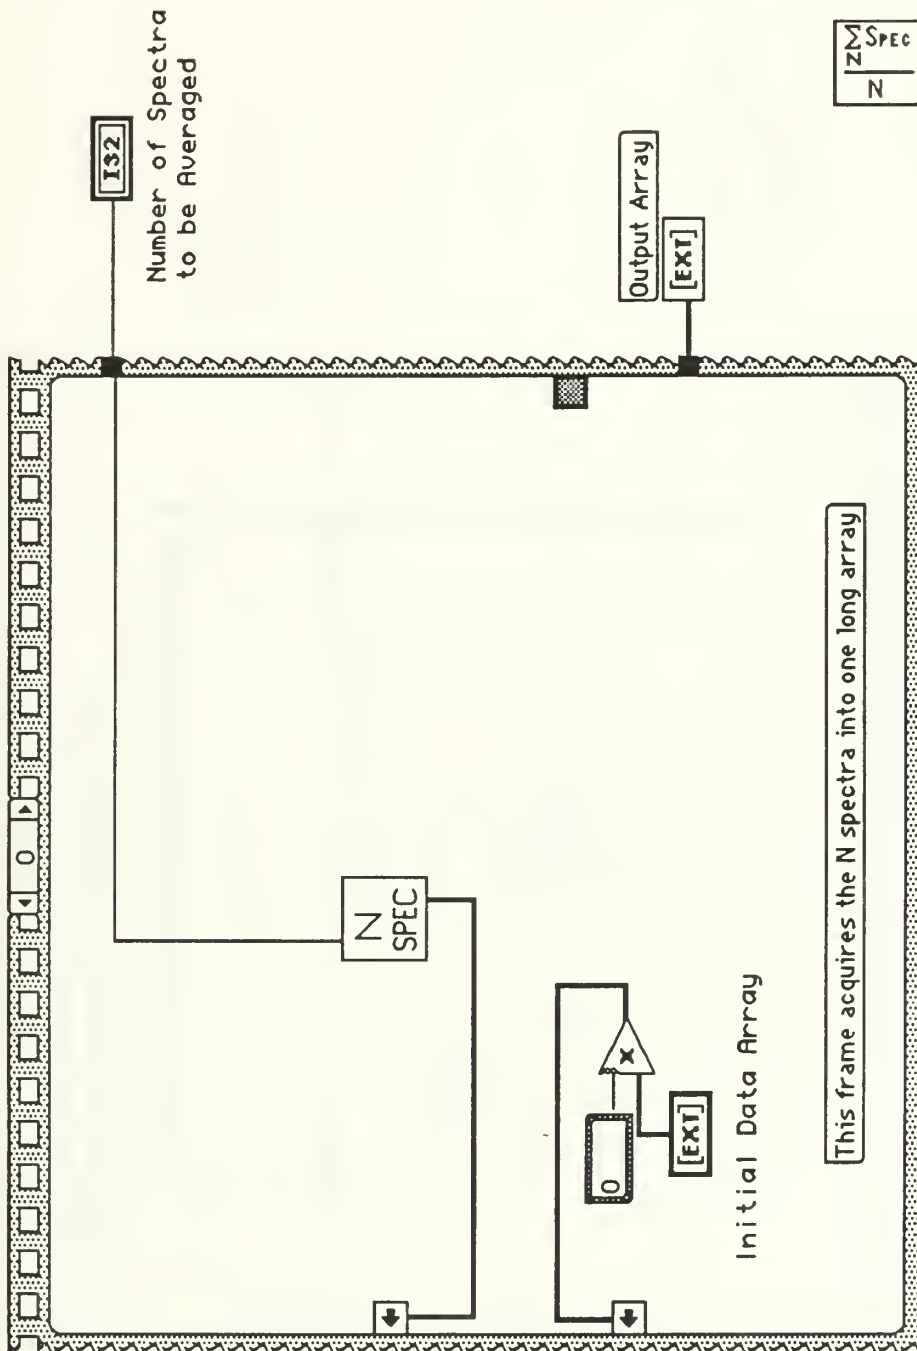 0
I32
Number of Spectra
to be Averaged
N
SPEC
Output Array
[EXT]
0
x
[EXT]
Initial Data Array
This frame acquires the N spectra into one long array
∑ SPEC
N
N